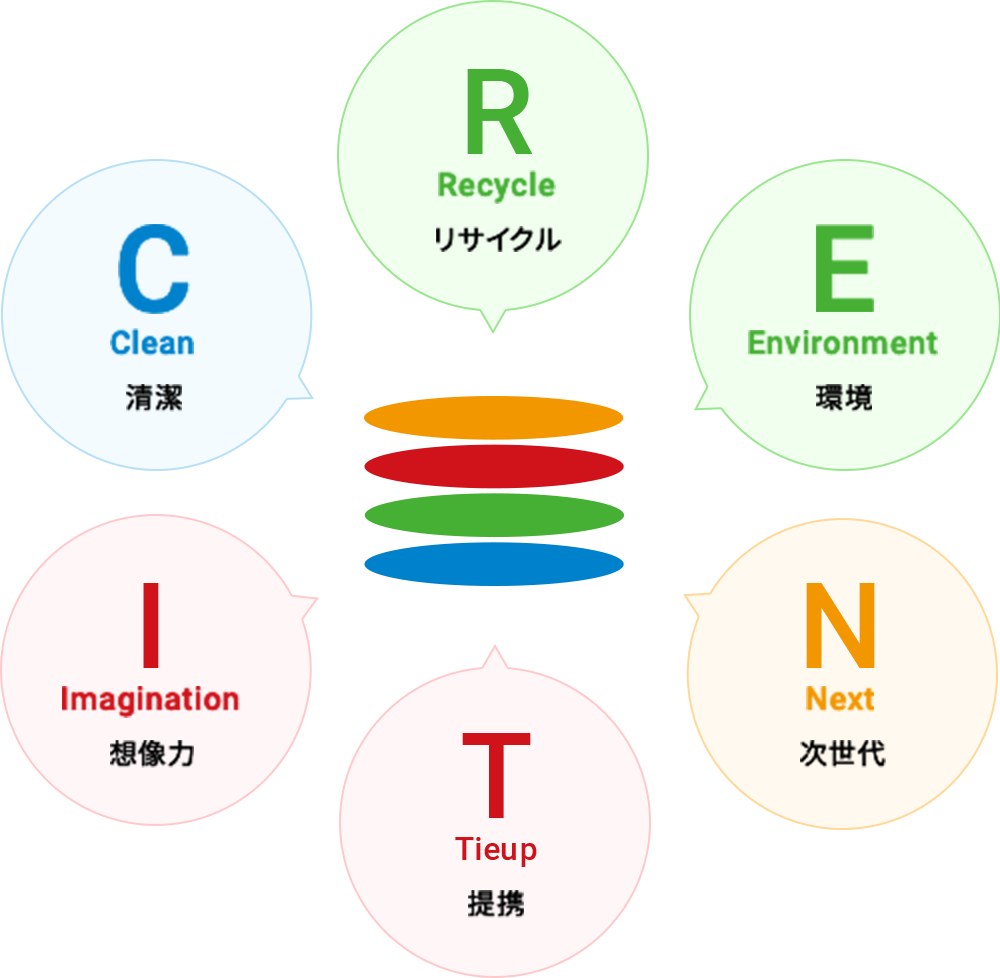 R
Recycle
リサイクル
E
Environment
環境
N
Next
次世代
T
Tieup
提携
I
Imagination
想像力
C
Clean
清潔